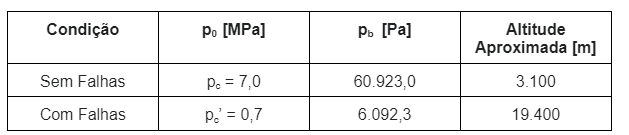 Condição p₀ [MPa] p_b [Pa] Altitude
Aproximada [m]
Sem Falhas p_c = 7,0 60.923,0 3.100
Com Falhas p_c’ = 0,7 6.092,3 19.400